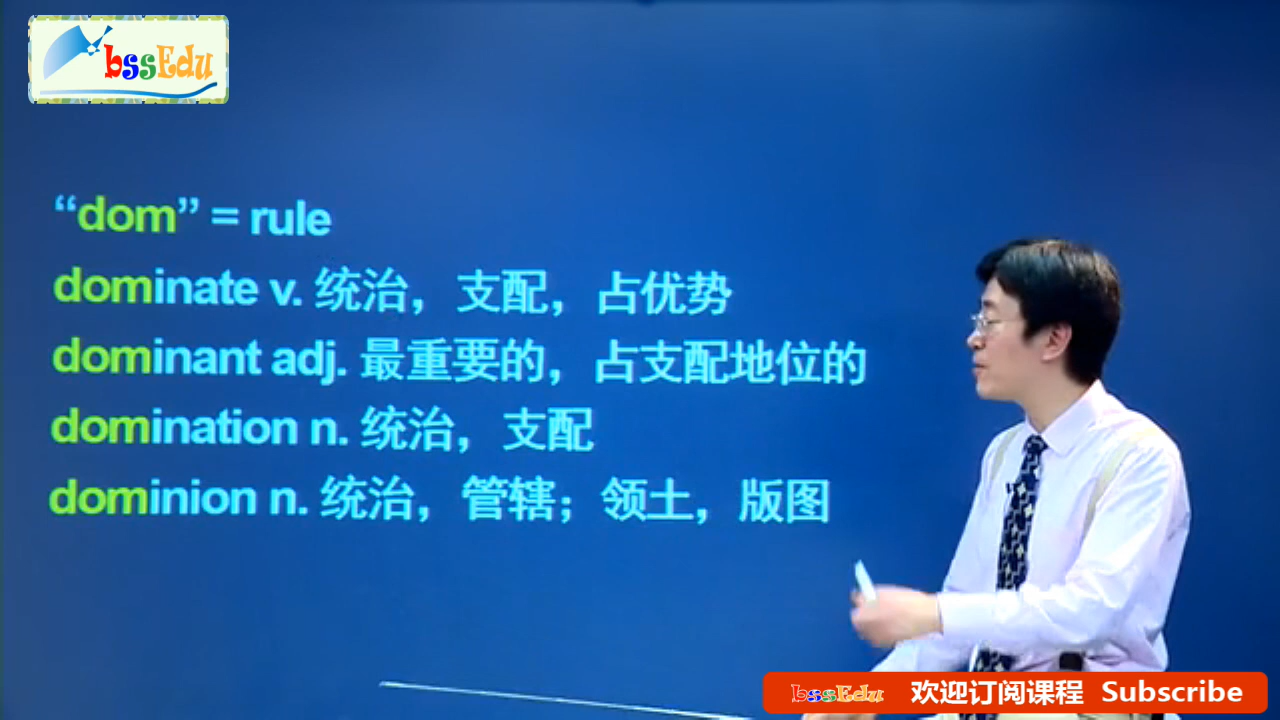 bssEdu
“dom” = rule
dominate v. 统治，支配，占优势
dominant adj. 最重要的，占支配地位的
domination n. 统治，支配
dominion n. 统治，管辖；领土，版图
bssEdu 欢迎订阅课程 Subscribe